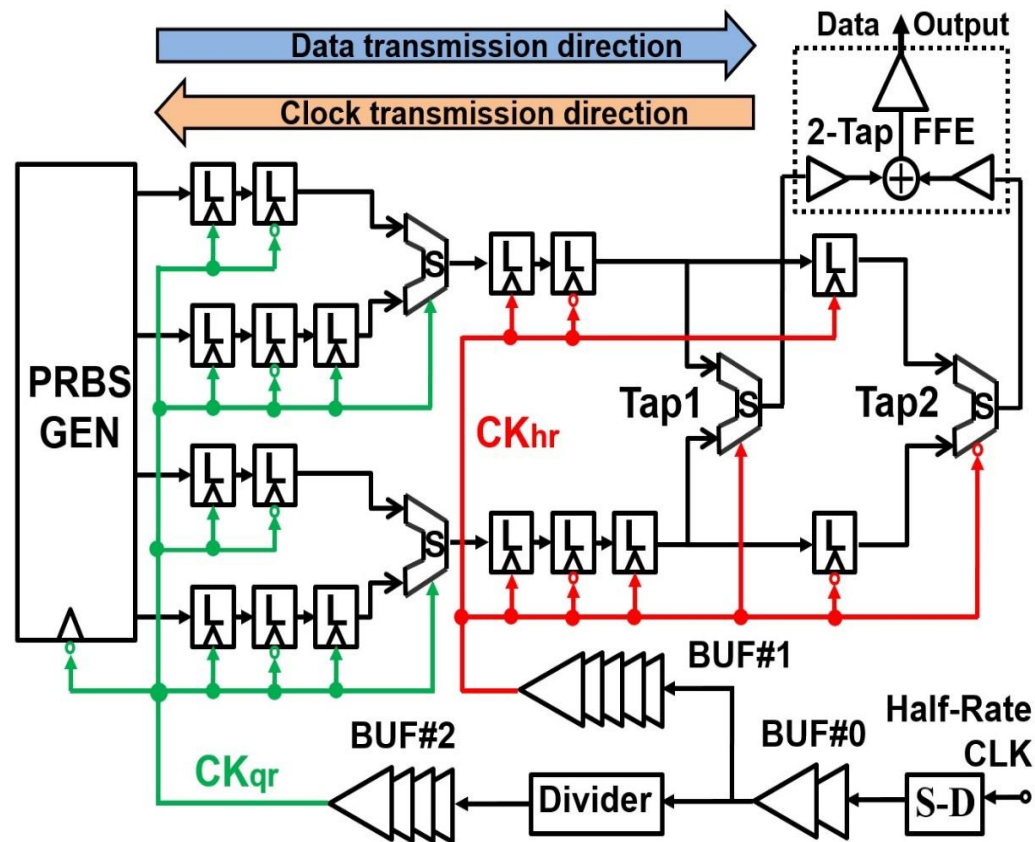 Data transmission direction
Clock transmission direction
Data Output
2-Tap FFE
PRBS
GEN
L L
S
L L L
L L
S
L L L
L L
L
Tap1
S
Tap2
S
CKhr
L L L
L
BUF#1
BUF#2
BUF#0
Half-Rate
CLK
CKqr
Divider
S-D